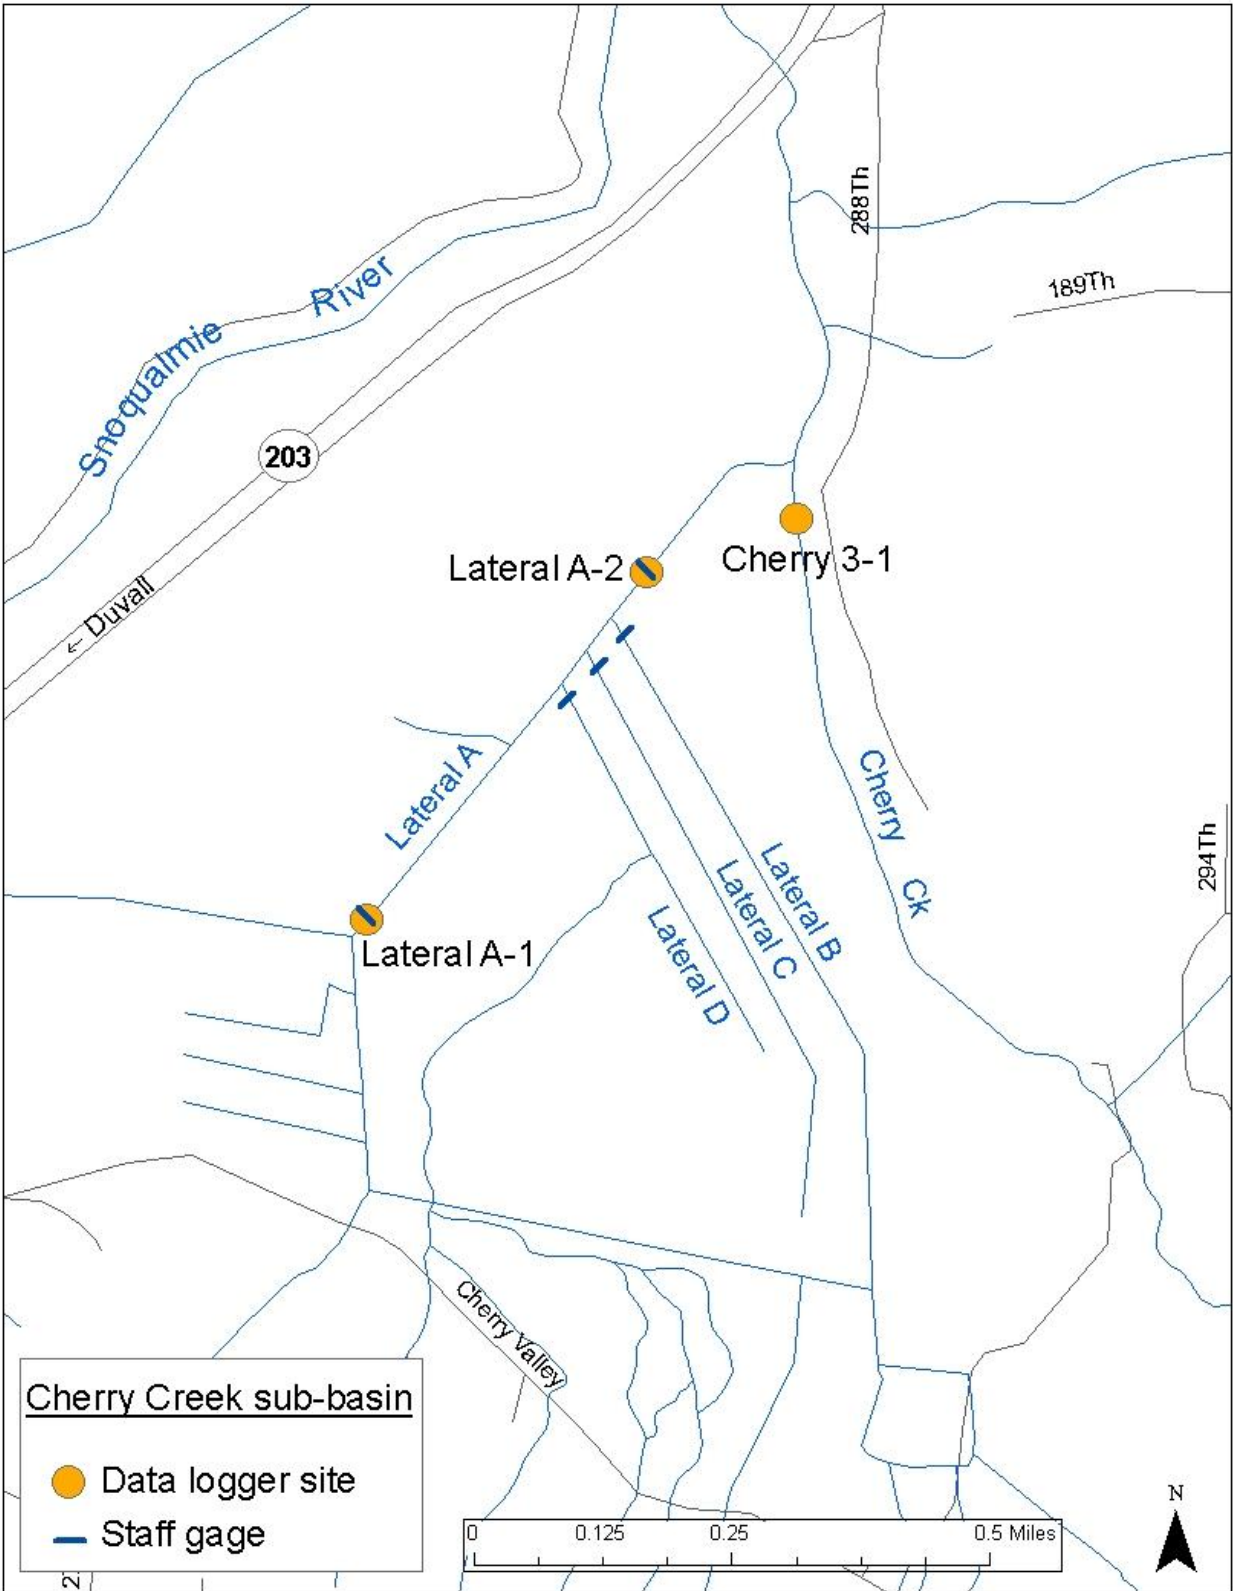 288Th
189Th
Snoqualmie River
203
Lateral A-2
Cherry 3-1
← Duvall
Lateral A
Cherry Ck
294Th
Lateral B
Lateral C
Lateral D
Lateral A-1
Cherry Valley
Cherry Creek sub-basin
Data logger site
Staff gage
N
0 0.125 0.25 0.5 Miles
2